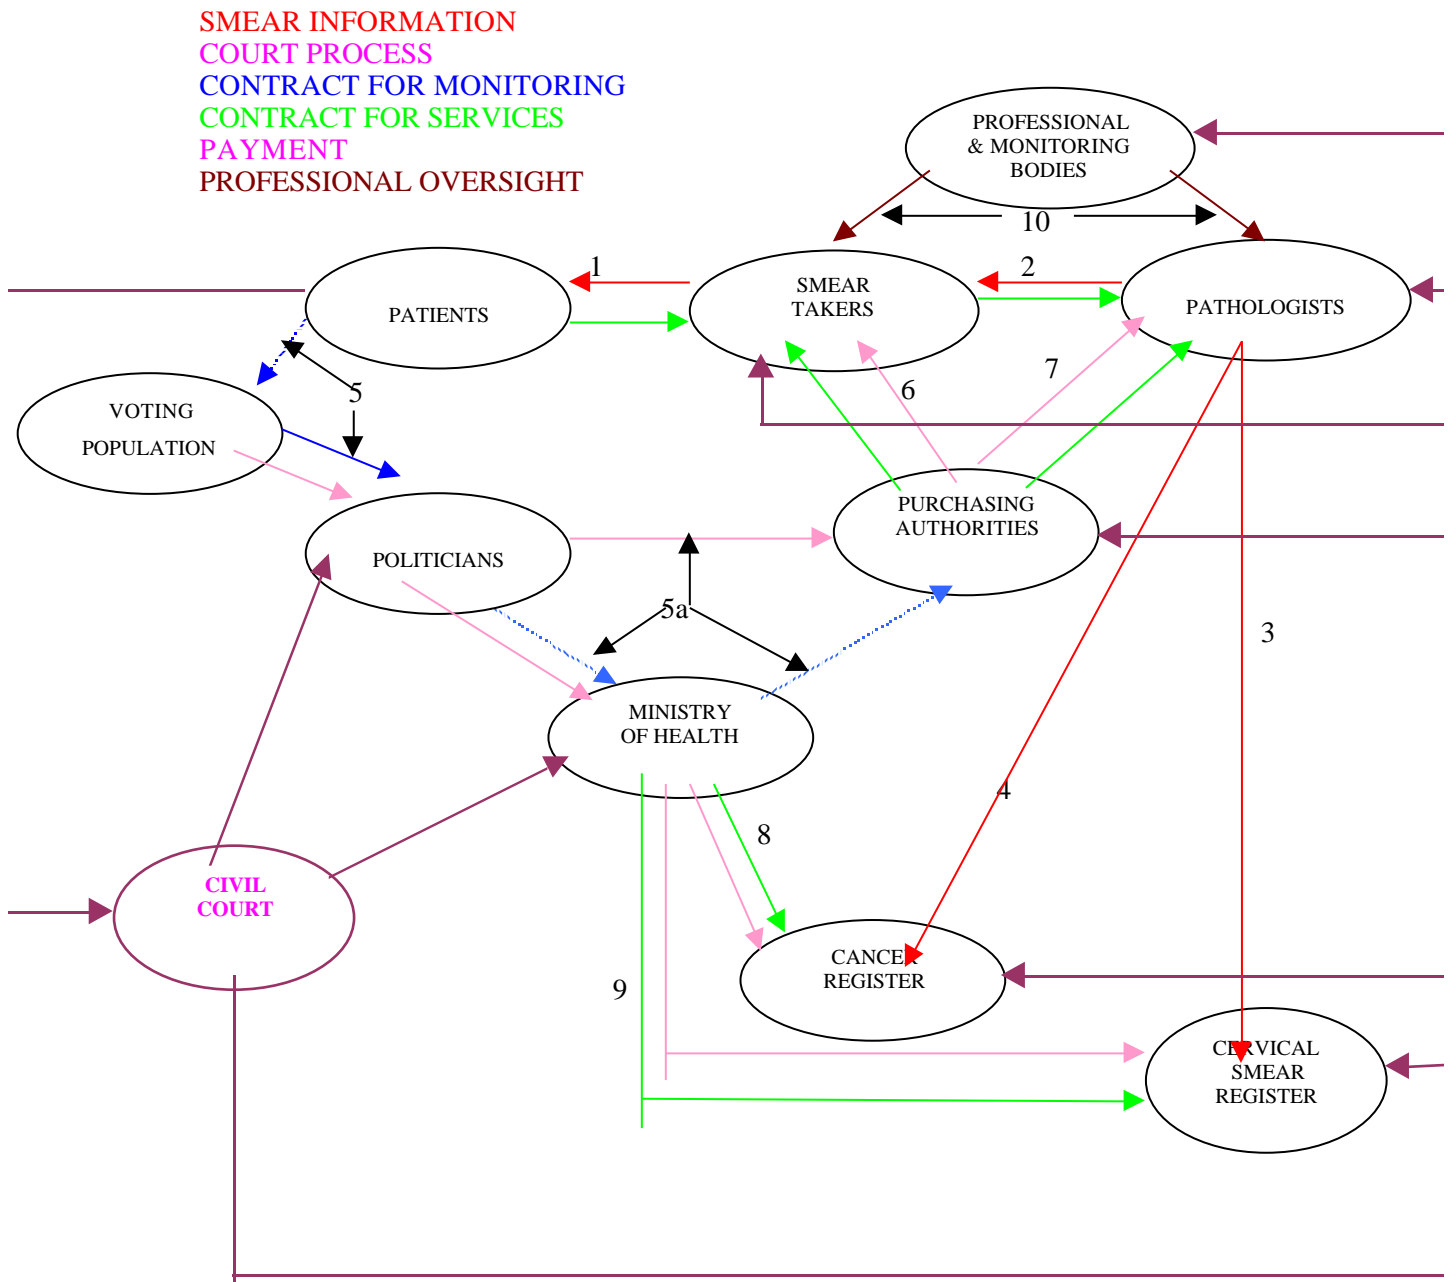 SMEAR INFORMATION
COURT PROCESS
CONTRACT FOR MONITORING
CONTRACT FOR SERVICES
PAYMENT
PROFESSIONAL OVERSIGHT
PROFESSIONAL
& MONITORING
BODIES
10
1
2
SMEAR
TAKERS
PATIENTS
PATHOLOGISTS
5
6
7
VOTING
POPULATION
PURCHASING
AUTHORITIES
POLITICIANS
5a
3
MINISTRY
OF HEALTH
4
8
CIVIL
COURT
CANCER
REGISTER
9
CERVICAL
SMEAR
REGISTER